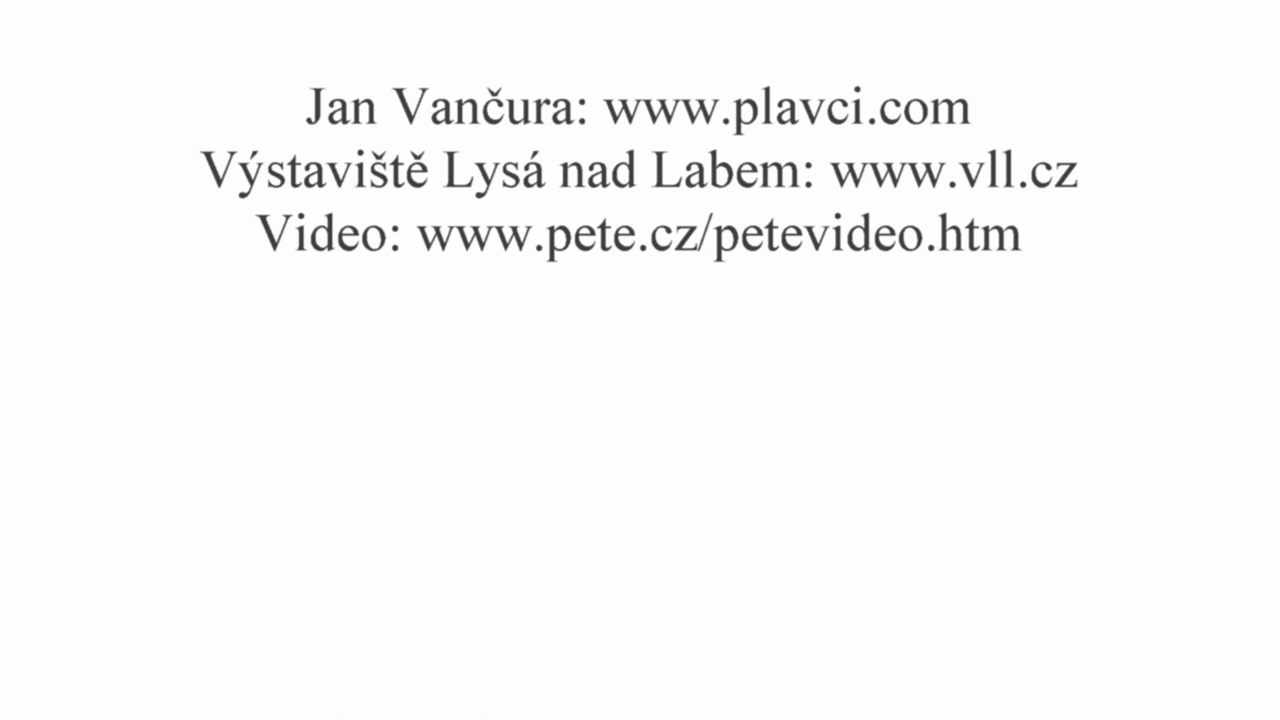 Jan Vančura: www.plavci.com
Výstaviště Lysá nad Labem: www.vll.cz
Video: www.pete.cz/petevideo.htm